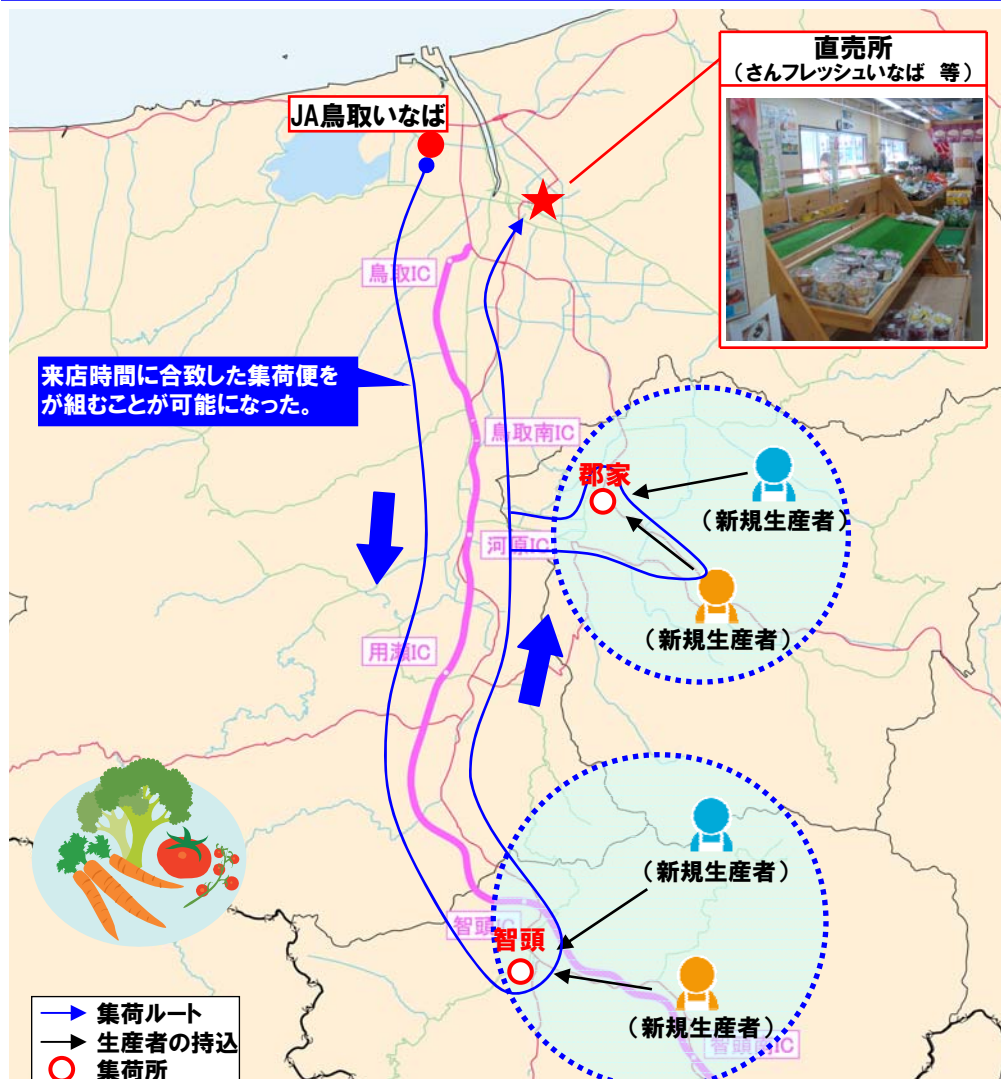 直売所
（さんフレッシュいなば 等）
JA鳥取いなば
鳥取IC
来店時間に合致した集荷便を
が組むことが可能になった。
鳥取南IC
郡家
（新規生産者）
河原IC
（新規生産者）
用瀬IC
（新規生産者）
智頭IC
智頭
（新規生産者）
智頭南IC
集荷ルート
生産者の持込
集荷所